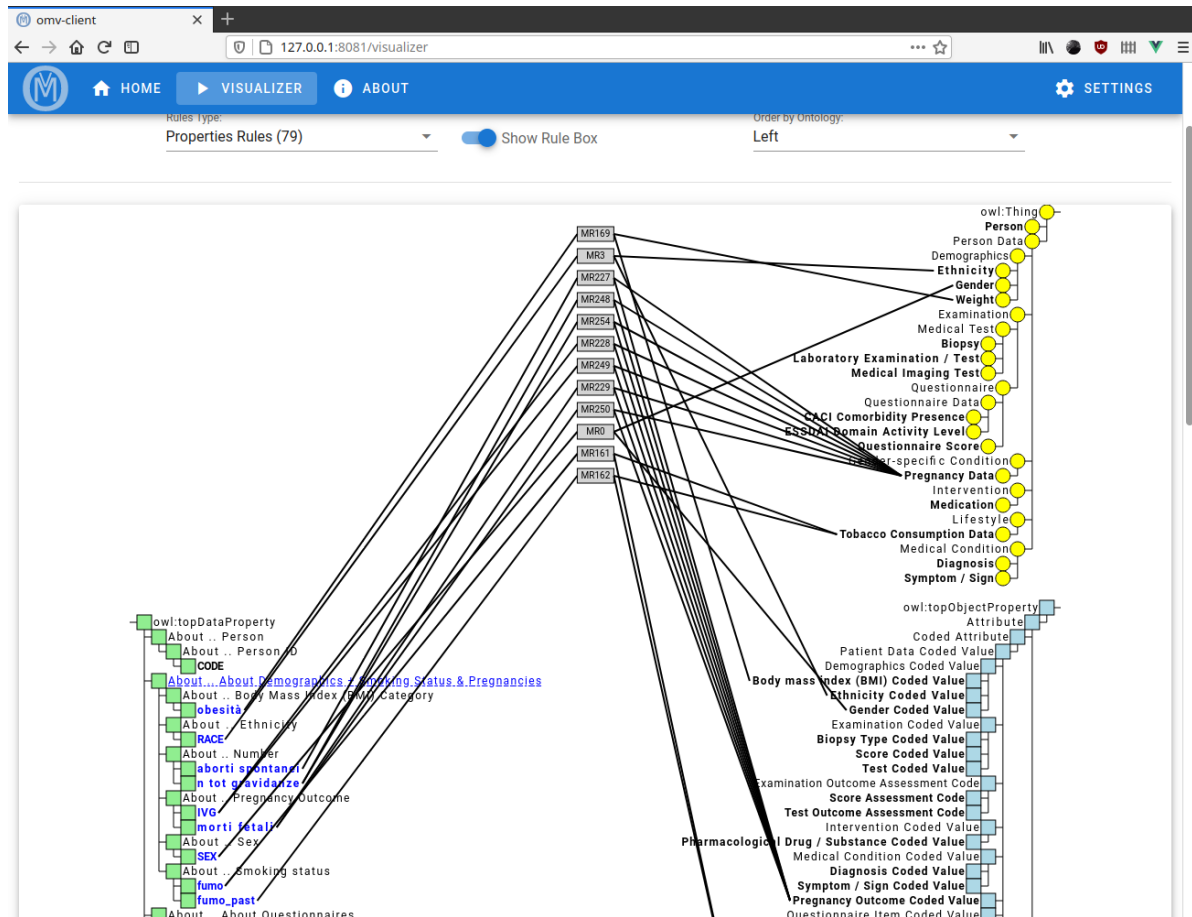 omv-client
127.0.0.1:8081/visualizer
HOME
VISUALIZER
ABOUT
SETTINGS
Rules Type:
Properties Rules (79)
Show Rule Box
Order by Ontology:
Left
MR169
MR3
MR227
MR248
MR254
MR228
MR249
MR229
MR250
MR0
MR161
MR162
owl:Thing
Person
Person Data
Demographics
Ethnicity
Gender
Weight
Examination
Medical Test
Biopsy
Laboratory Examination / Test
Medical Imaging Test
Questionnaire
Questionnaire Data
CACI Comorbidity Presence
ESSDAI Domain Activity Level
Questionnaire Score
Gender-specific Condition
Pregnancy Data
Intervention
Medication
Lifestyle
Tobacco Consumption Data
Medical Condition
Diagnosis
Symptom / Sign
owl:topDataProperty
About .. Person
About .. Person ID
CODE
About ... About Demographics + Smoking Status & Pregnancies
About .. Body Mass Index (BMI) Category
obesità
About .. Ethnicity
RACE
About .. Number
aborti spontanei
n tot gravidanze
About .. Pregnancy Outcome
IVG
morti fetali
About .. Sex
SEX
About .. Smoking status
fumo
fumo_past
About ... About Questionnaires
owl:topObjectProperty
Attribute
Coded Attribute
Patient Data Coded Value
Demographics Coded Value
Body mass index (BMI) Coded Value
Ethnicity Coded Value
Gender Coded Value
Examination Coded Value
Biopsy Type Coded Value
Score Coded Value
Test Coded Value
Examination Outcome Assessment Code
Score Assessment Code
Test Outcome Assessment Code
Intervention Coded Value
Pharmacological Drug / Substance Coded Value
Medical Condition Coded Value
Diagnosis Coded Value
Symptom / Sign Coded Value
Pregnancy Outcome Coded Value
Questionnaire Item Coded Value